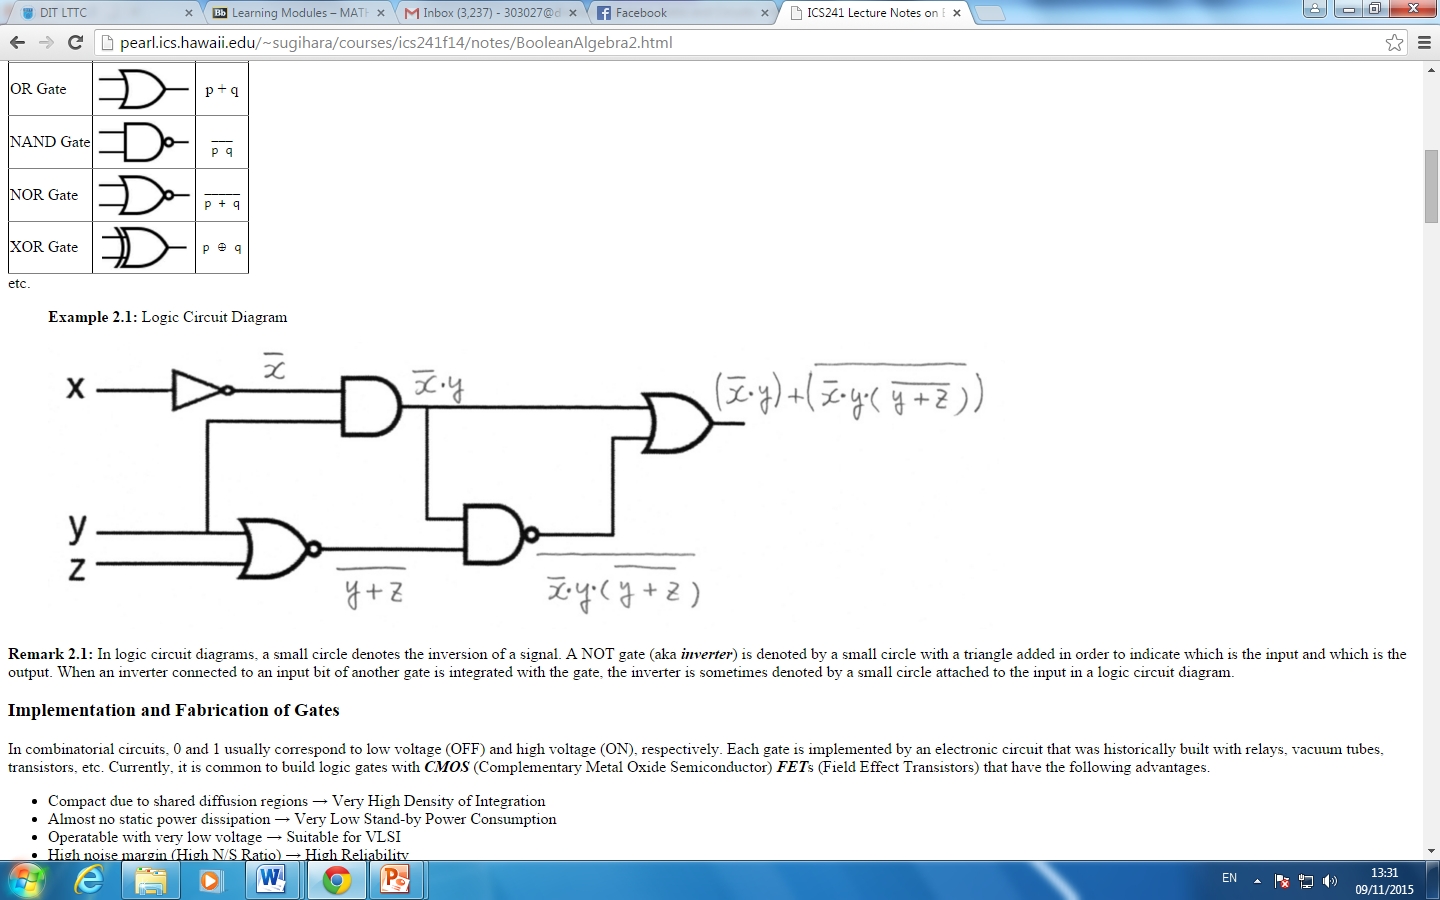 DIT LTTC
Bb Learning Modules – MATH
Inbox (3,237) - 303027@d
Facebook
ICS241 Lecture Notes on B
pearl.ics.hawaii.edu/~sugihara/courses/ics241f14/notes/BooleanAlgebra2.html
OR Gate p + q
NAND Gate p q
NOR Gate p + q
XOR Gate p ⊕ q
etc.
Example 2.1: Logic Circuit Diagram
x
x̅
x̅·y
(x̅·y)+(x̅·y·(y+z))
y
z
y+z
x̅·y·(y+z)
Remark 2.1: In logic circuit diagrams, a small circle denotes the inversion of a signal. A NOT gate (aka inverter) is denoted by a small circle with a triangle added in order to indicate which is the input and which is the
output. When an inverter connected to an input bit of another gate is integrated with the gate, the inverter is sometimes denoted by a small circle attached to the input in a logic circuit diagram.
Implementation and Fabrication of Gates
In combinatorial circuits, 0 and 1 usually correspond to low voltage (OFF) and high voltage (ON), respectively. Each gate is implemented by an electronic circuit that was historically built with relays, vacuum tubes,
transistors, etc. Currently, it is common to build logic gates with CMOS (Complementary Metal Oxide Semiconductor) FETs (Field Effect Transistors) that have the following advantages.
• Compact due to shared diffusion regions → Very High Density of Integration
• Almost no static power dissipation → Very Low Stand-by Power Consumption
• Operatable with very low voltage → Suitable for VLSI
• High noise margin (High N/S Ratio) → High Reliability
EN
13:31
09/11/2015